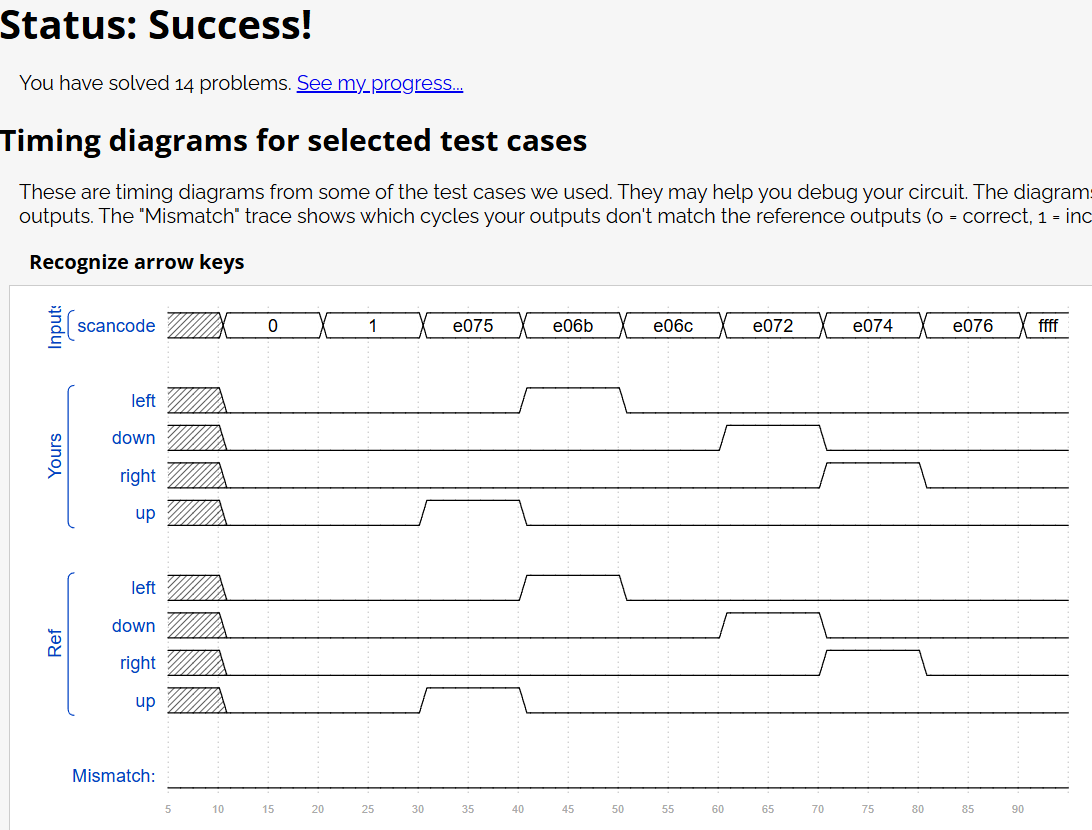 Status: Success!
You have solved 14 problems. See my progress...
Timing diagrams for selected test cases
These are timing diagrams from some of the test cases we used. They may help you debug your circuit. The diagrams
outputs. The "Mismatch" trace shows which cycles your outputs don't match the reference outputs (0 = correct, 1 = inc
Recognize arrow keys
Inputs
scancode 0 1 e075 e06b e06c e072 e074 e076 ffff
Yours
left
down
right
up
Ref
left
down
right
up
Mismatch:
5 10 15 20 25 30 35 40 45 50 55 60 65 70 75 80 85 90